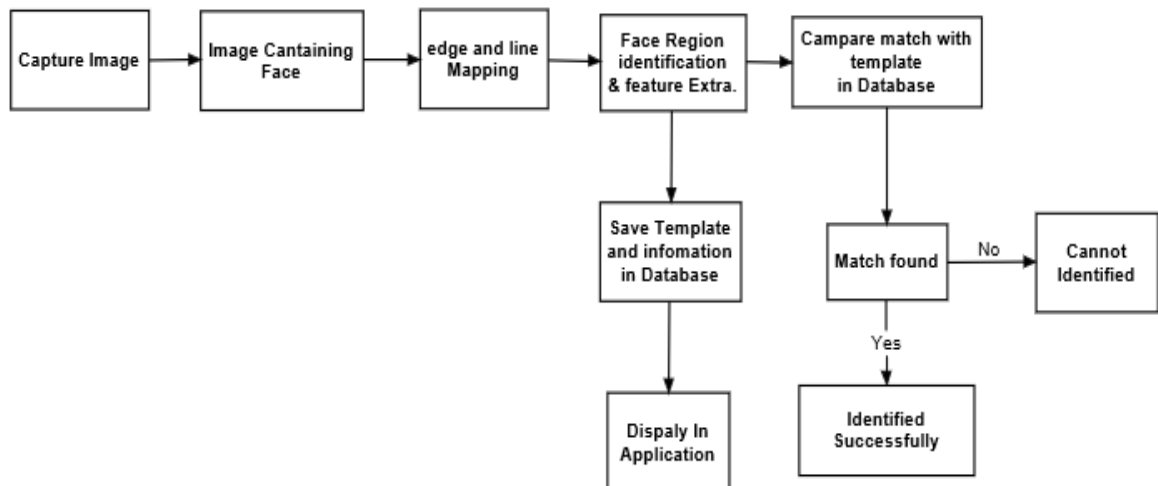 Capture Image
Image Cantaining
Face
edge and line
Mapping
Face Region
identification
& feature Extra.
Campare match with
template
in Database
Save Template
and infomation
in Database
Match found
No
Cannot
Identified
Yes
Dispaly In
Application
Identified
Successfully